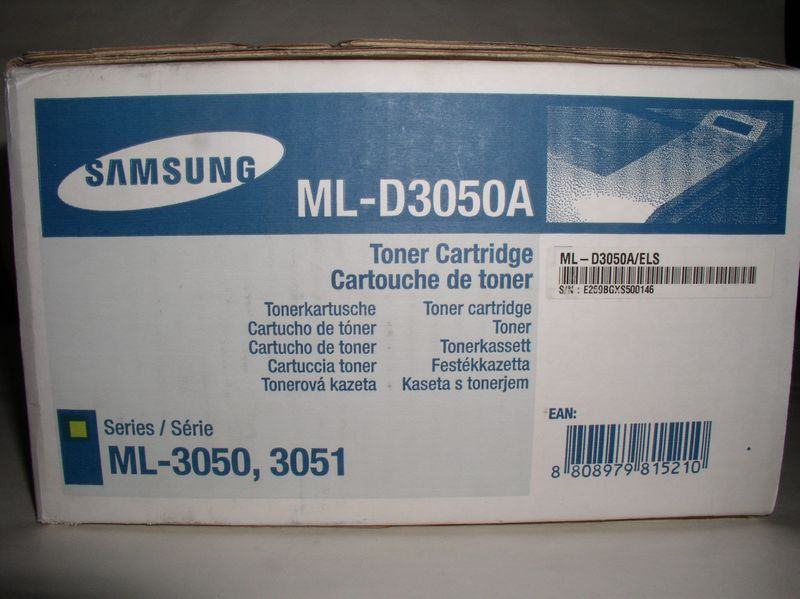 SAMSUNG
ML-D3050A
Toner Cartridge
Cartouche de toner
Tonerkartusche Toner cartridge
Cartucho de tóner Toner
Cartucho de toner Tonerkassett
Cartuccia toner Festékkazetta
Tonerová kazeta Kaseta s tonerjem
ML-D3050A/ELS
S/N : E269BGXS500146
Series / Série
ML-3050, 3051
EAN:
8 808979 815210